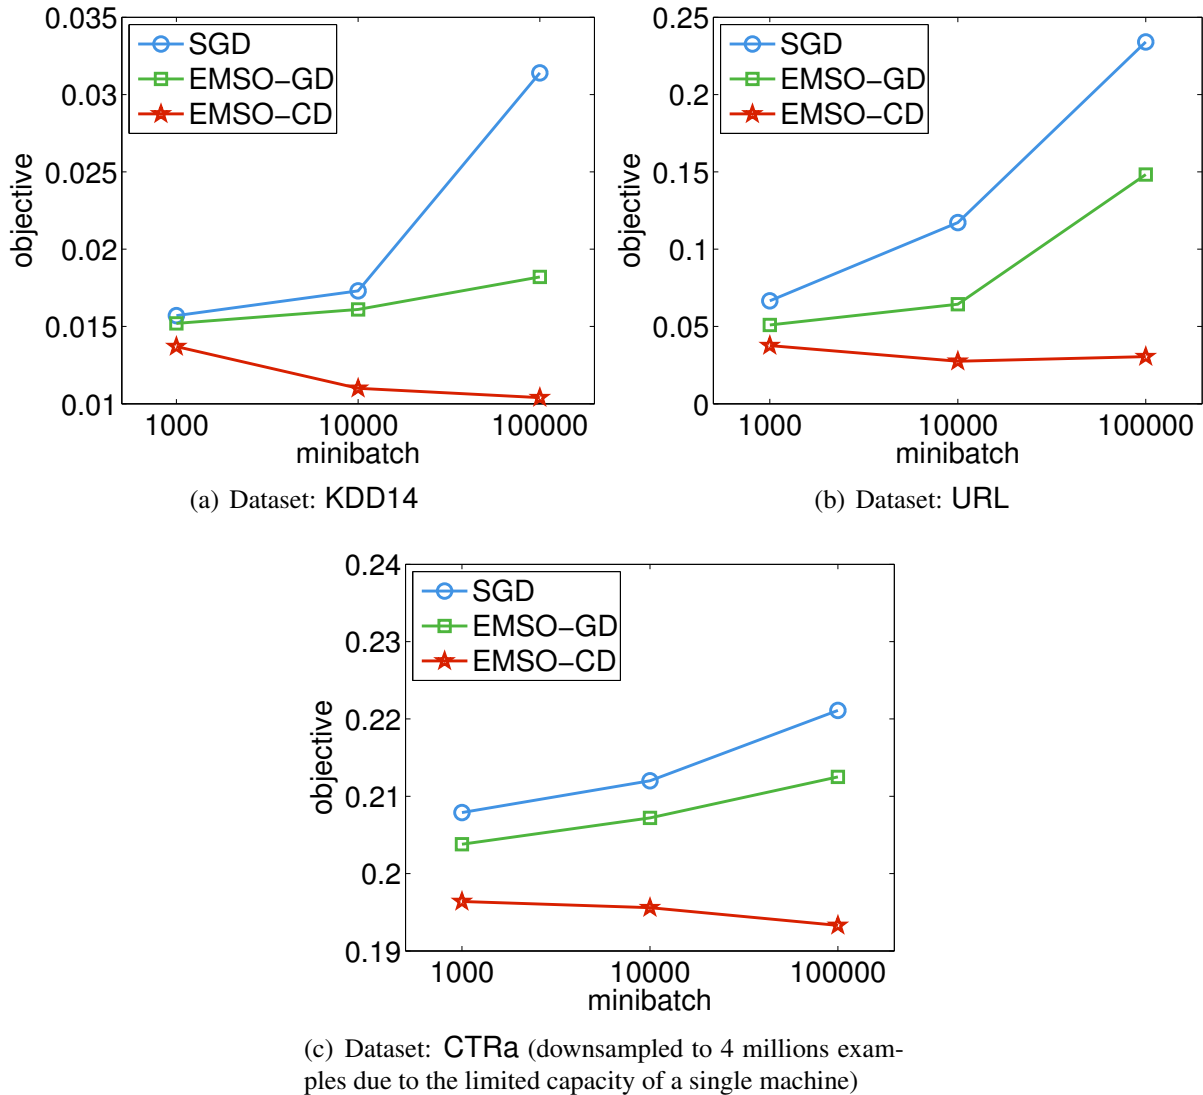 0.035
0.03
0.025
0.02
0.015
0.01
objective
SGD
EMSO−GD
EMSO−CD
1000 10000 100000
minibatch
(a) Dataset: KDD14
0.25
0.2
0.15
0.1
0.05
0
objective
SGD
EMSO−GD
EMSO−CD
1000 10000 100000
minibatch
(b) Dataset: URL
0.24
0.23
0.22
0.21
0.2
0.19
objective
SGD
EMSO−GD
EMSO−CD
1000 10000 100000
minibatch
(c) Dataset: CTRa (downsampled to 4 millions exam-
ples due to the limited capacity of a single machine)